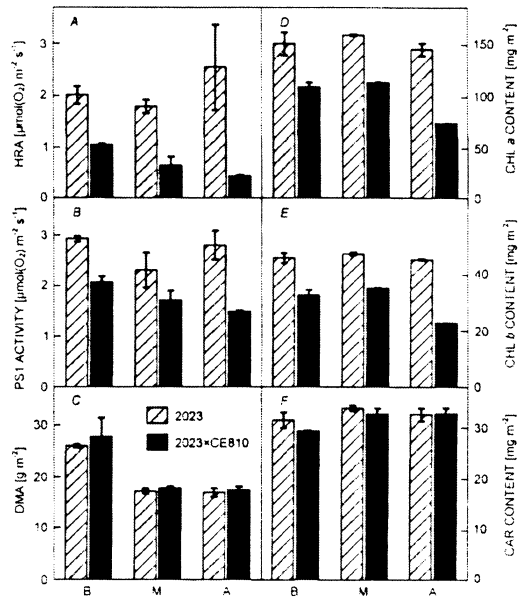 A
D
3
2
1
0
HRA [µmol(O₂) m⁻² s⁻¹]
150
100
50
0
CHL a CONTENT [mg m⁻²]
B
E
3
2
1
0
PS1 ACTIVITY [µmol(O₂) m⁻² s⁻¹]
40
20
0
CHL b CONTENT [mg m⁻²]
C
F
2023
2023×CE810
30
20
10
0
DMA [g m⁻²]
30
20
10
0
CAR CONTENT [mg m⁻²]
B M A B M A